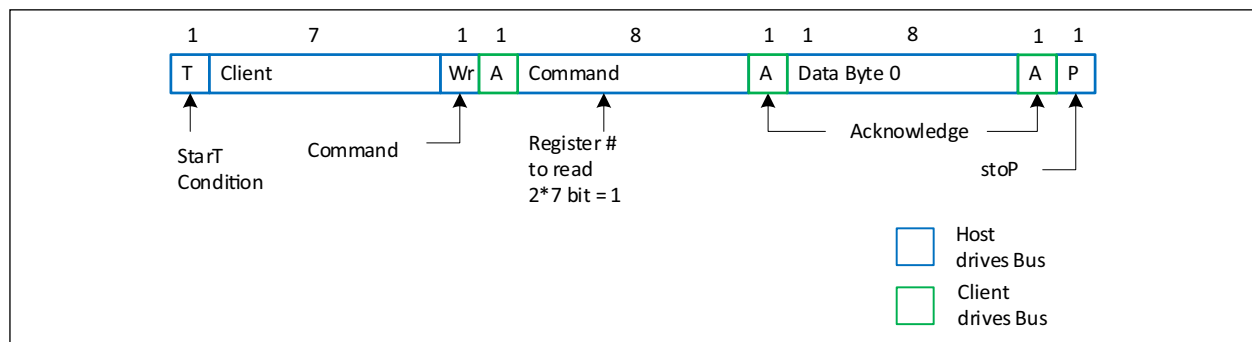 1 7 1 1 8 1 1 8 1 1
T Client Wr A Command A Data Byte 0 A P
StarT
Condition
Command
Register #
to read
2*7 bit = 1
Acknowledge
stoP
Host
drives Bus
Client
drives Bus